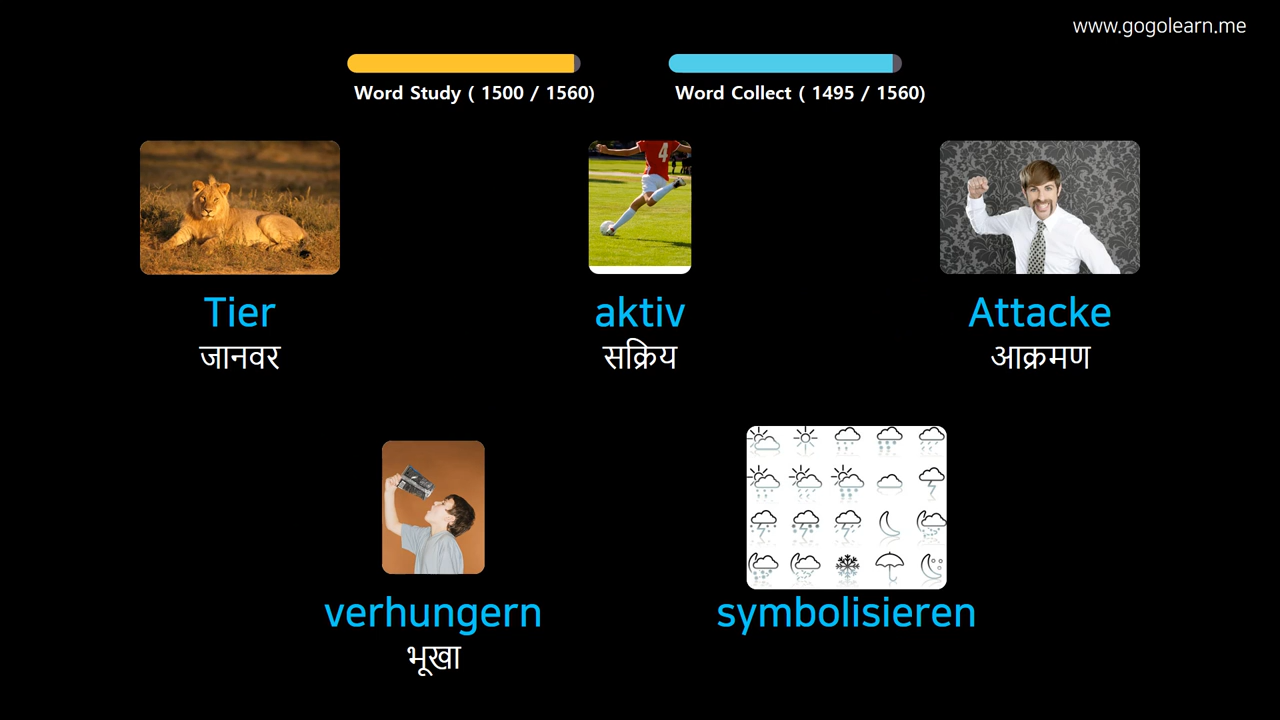 www.gogolearn.me
Word Study ( 1500 / 1560)
Word Collect ( 1495 / 1560)
4
Tier
जानवर
aktiv
सक्रिय
Attacke
आक्रमण
verhungern
भूखा
symbolisieren